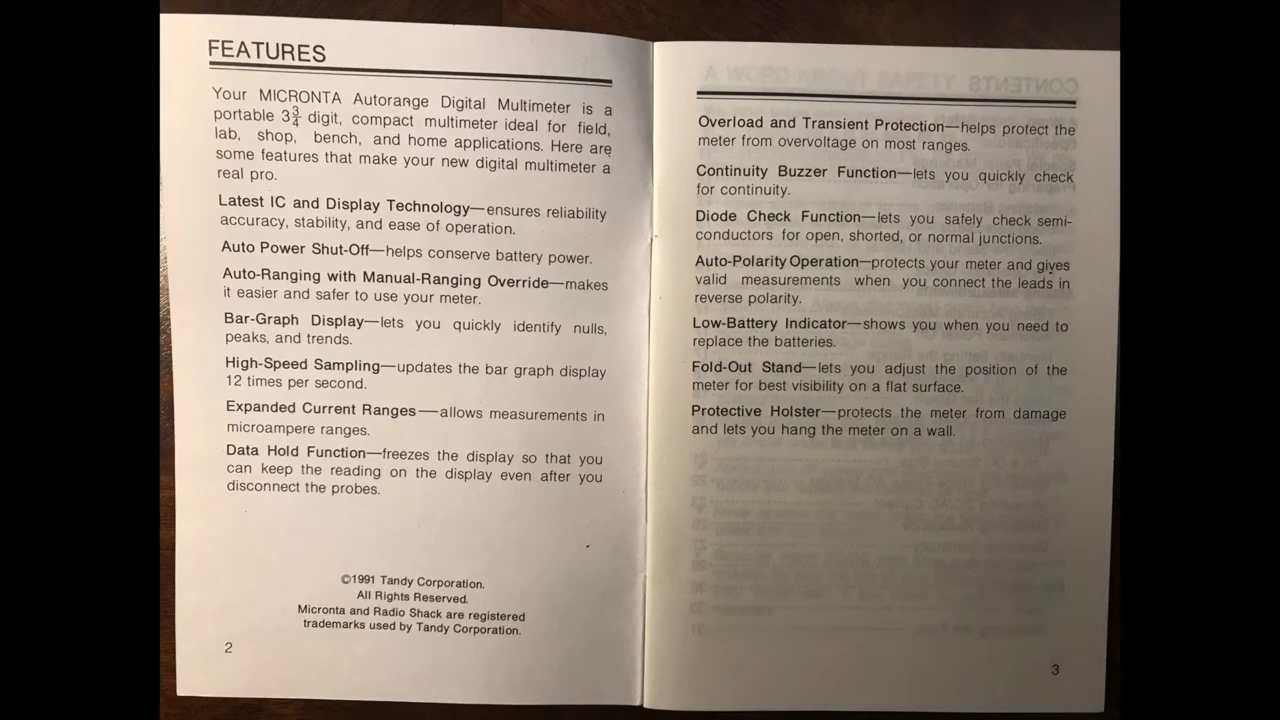 FEATURES
Your MICRONTA Autorange Digital Multimeter is a
portable 3¾ digit, compact multimeter ideal for field,
lab, shop, bench, and home applications. Here are
some features that make your new digital multimeter a
real pro.
Latest IC and Display Technology—ensures reliability
accuracy, stability, and ease of operation.
Auto Power Shut-Off—helps conserve battery power.
Auto-Ranging with Manual-Ranging Override—makes
it easier and safer to use your meter.
Bar-Graph Display—lets you quickly identify nulls,
peaks, and trends.
High-Speed Sampling—updates the bar graph display
12 times per second.
Expanded Current Ranges—allows measurements in
microampere ranges.
Data Hold Function—freezes the display so that you
can keep the reading on the display even after you
disconnect the probes.
©1991 Tandy Corporation.
All Rights Reserved.
Micronta and Radio Shack are registered
trademarks used by Tandy Corporation.
2
Overload and Transient Protection—helps protect the
meter from overvoltage on most ranges.
Continuity Buzzer Function—lets you quickly check
for continuity.
Diode Check Function—lets you safely check semi-
conductors for open, shorted, or normal junctions.
Auto-Polarity Operation—protects your meter and gives
valid measurements when you connect the leads in
reverse polarity.
Low-Battery Indicator—shows you when you need to
replace the batteries.
Fold-Out Stand—lets you adjust the position of the
meter for best visibility on a flat surface.
Protective Holster—protects the meter from damage
and lets you hang the meter on a wall.
3